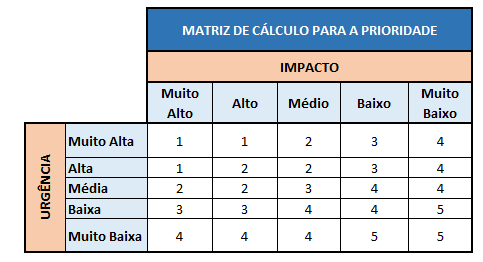 MATRIZ DE CÁLCULO PARA A PRIORIDADE
IMPACTO
Muito Alto Alto Médio Baixo Muito Baixo
URGÊNCIA
Muito Alta 1 1 2 3 4
Alta 1 2 2 3 4
Média 2 2 3 4 4
Baixa 3 3 4 4 5
Muito Baixa 4 4 4 5 5